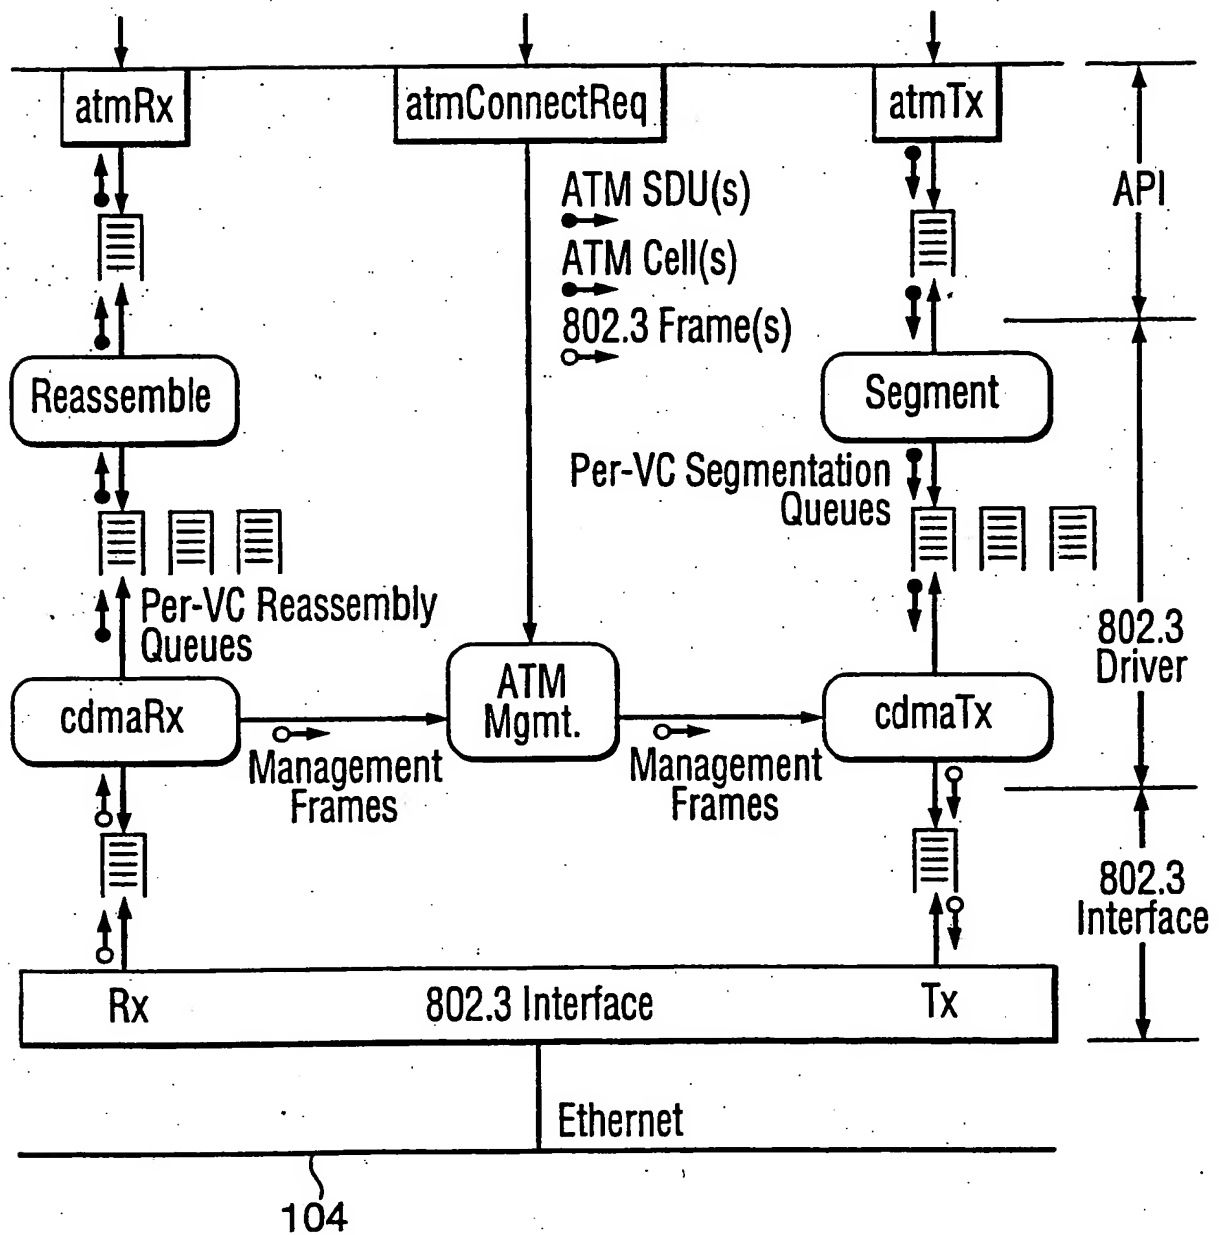 atmRx
atmConnectReq
atmTx
ATM SDU(s)
ATM Cell(s)
802.3 Frame(s)
API
Reassemble
Segment
Per-VC Segmentation
Queues
Per-VC Reassembly
Queues
802.3
Driver
cdmaRx
ATM
Mgmt.
cdmaTx
Management
Frames
Management
Frames
802.3
Interface
Rx
802.3 Interface
Tx
Ethernet
104